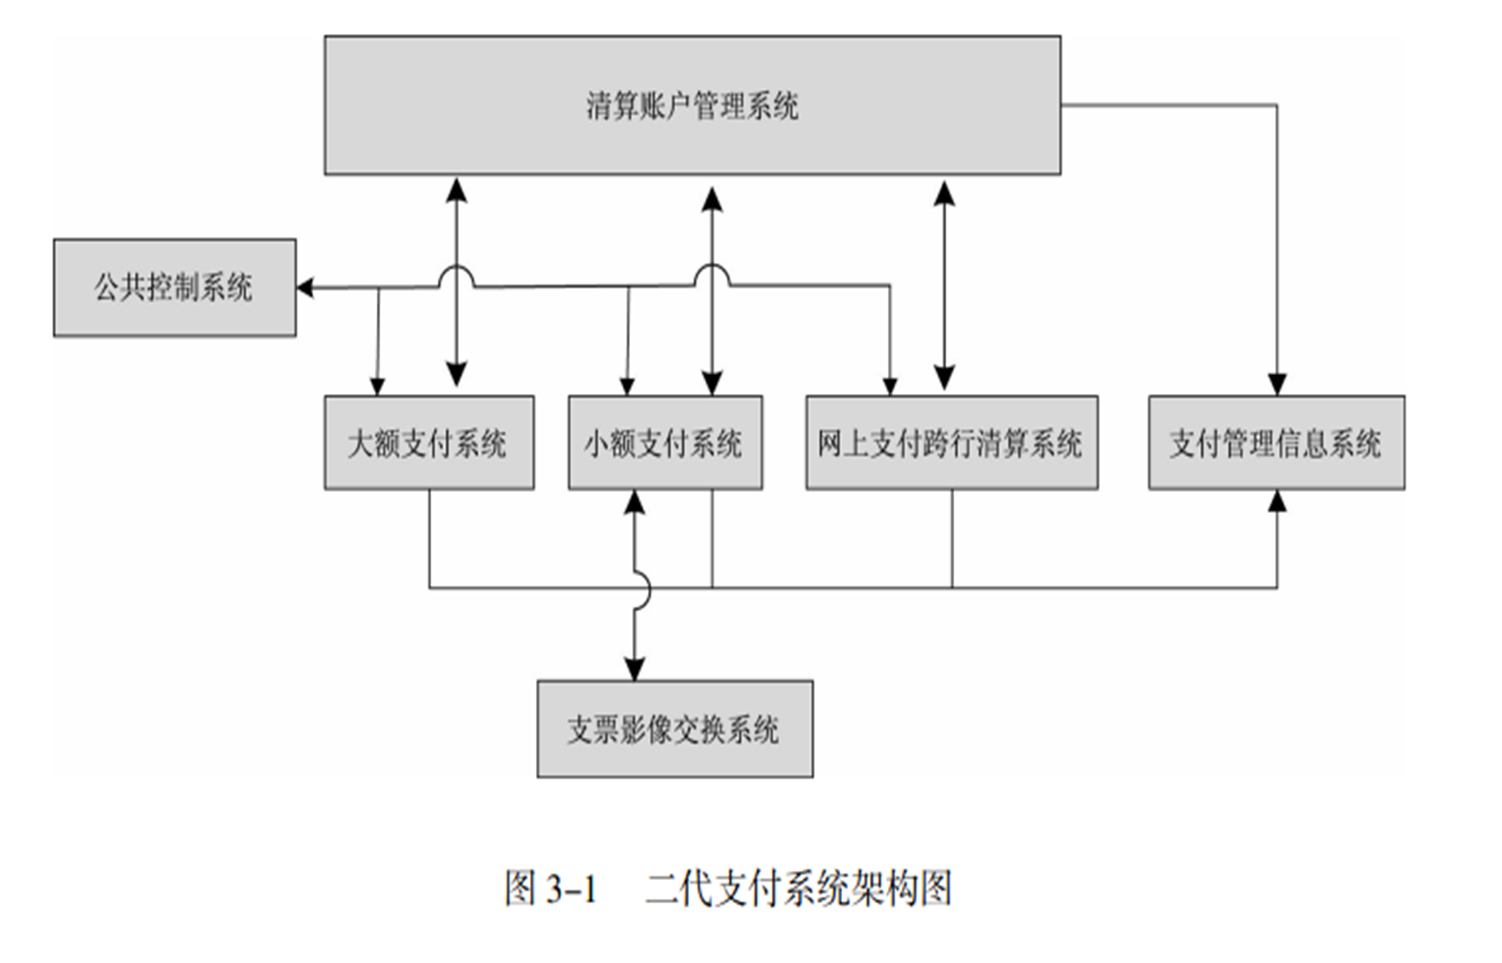 清算账户管理系统
公共控制系统
大额支付系统
小额支付系统
网上支付跨行清算系统
支付管理信息系统
支票影像交换系统
图 3-1 二代支付系统架构图